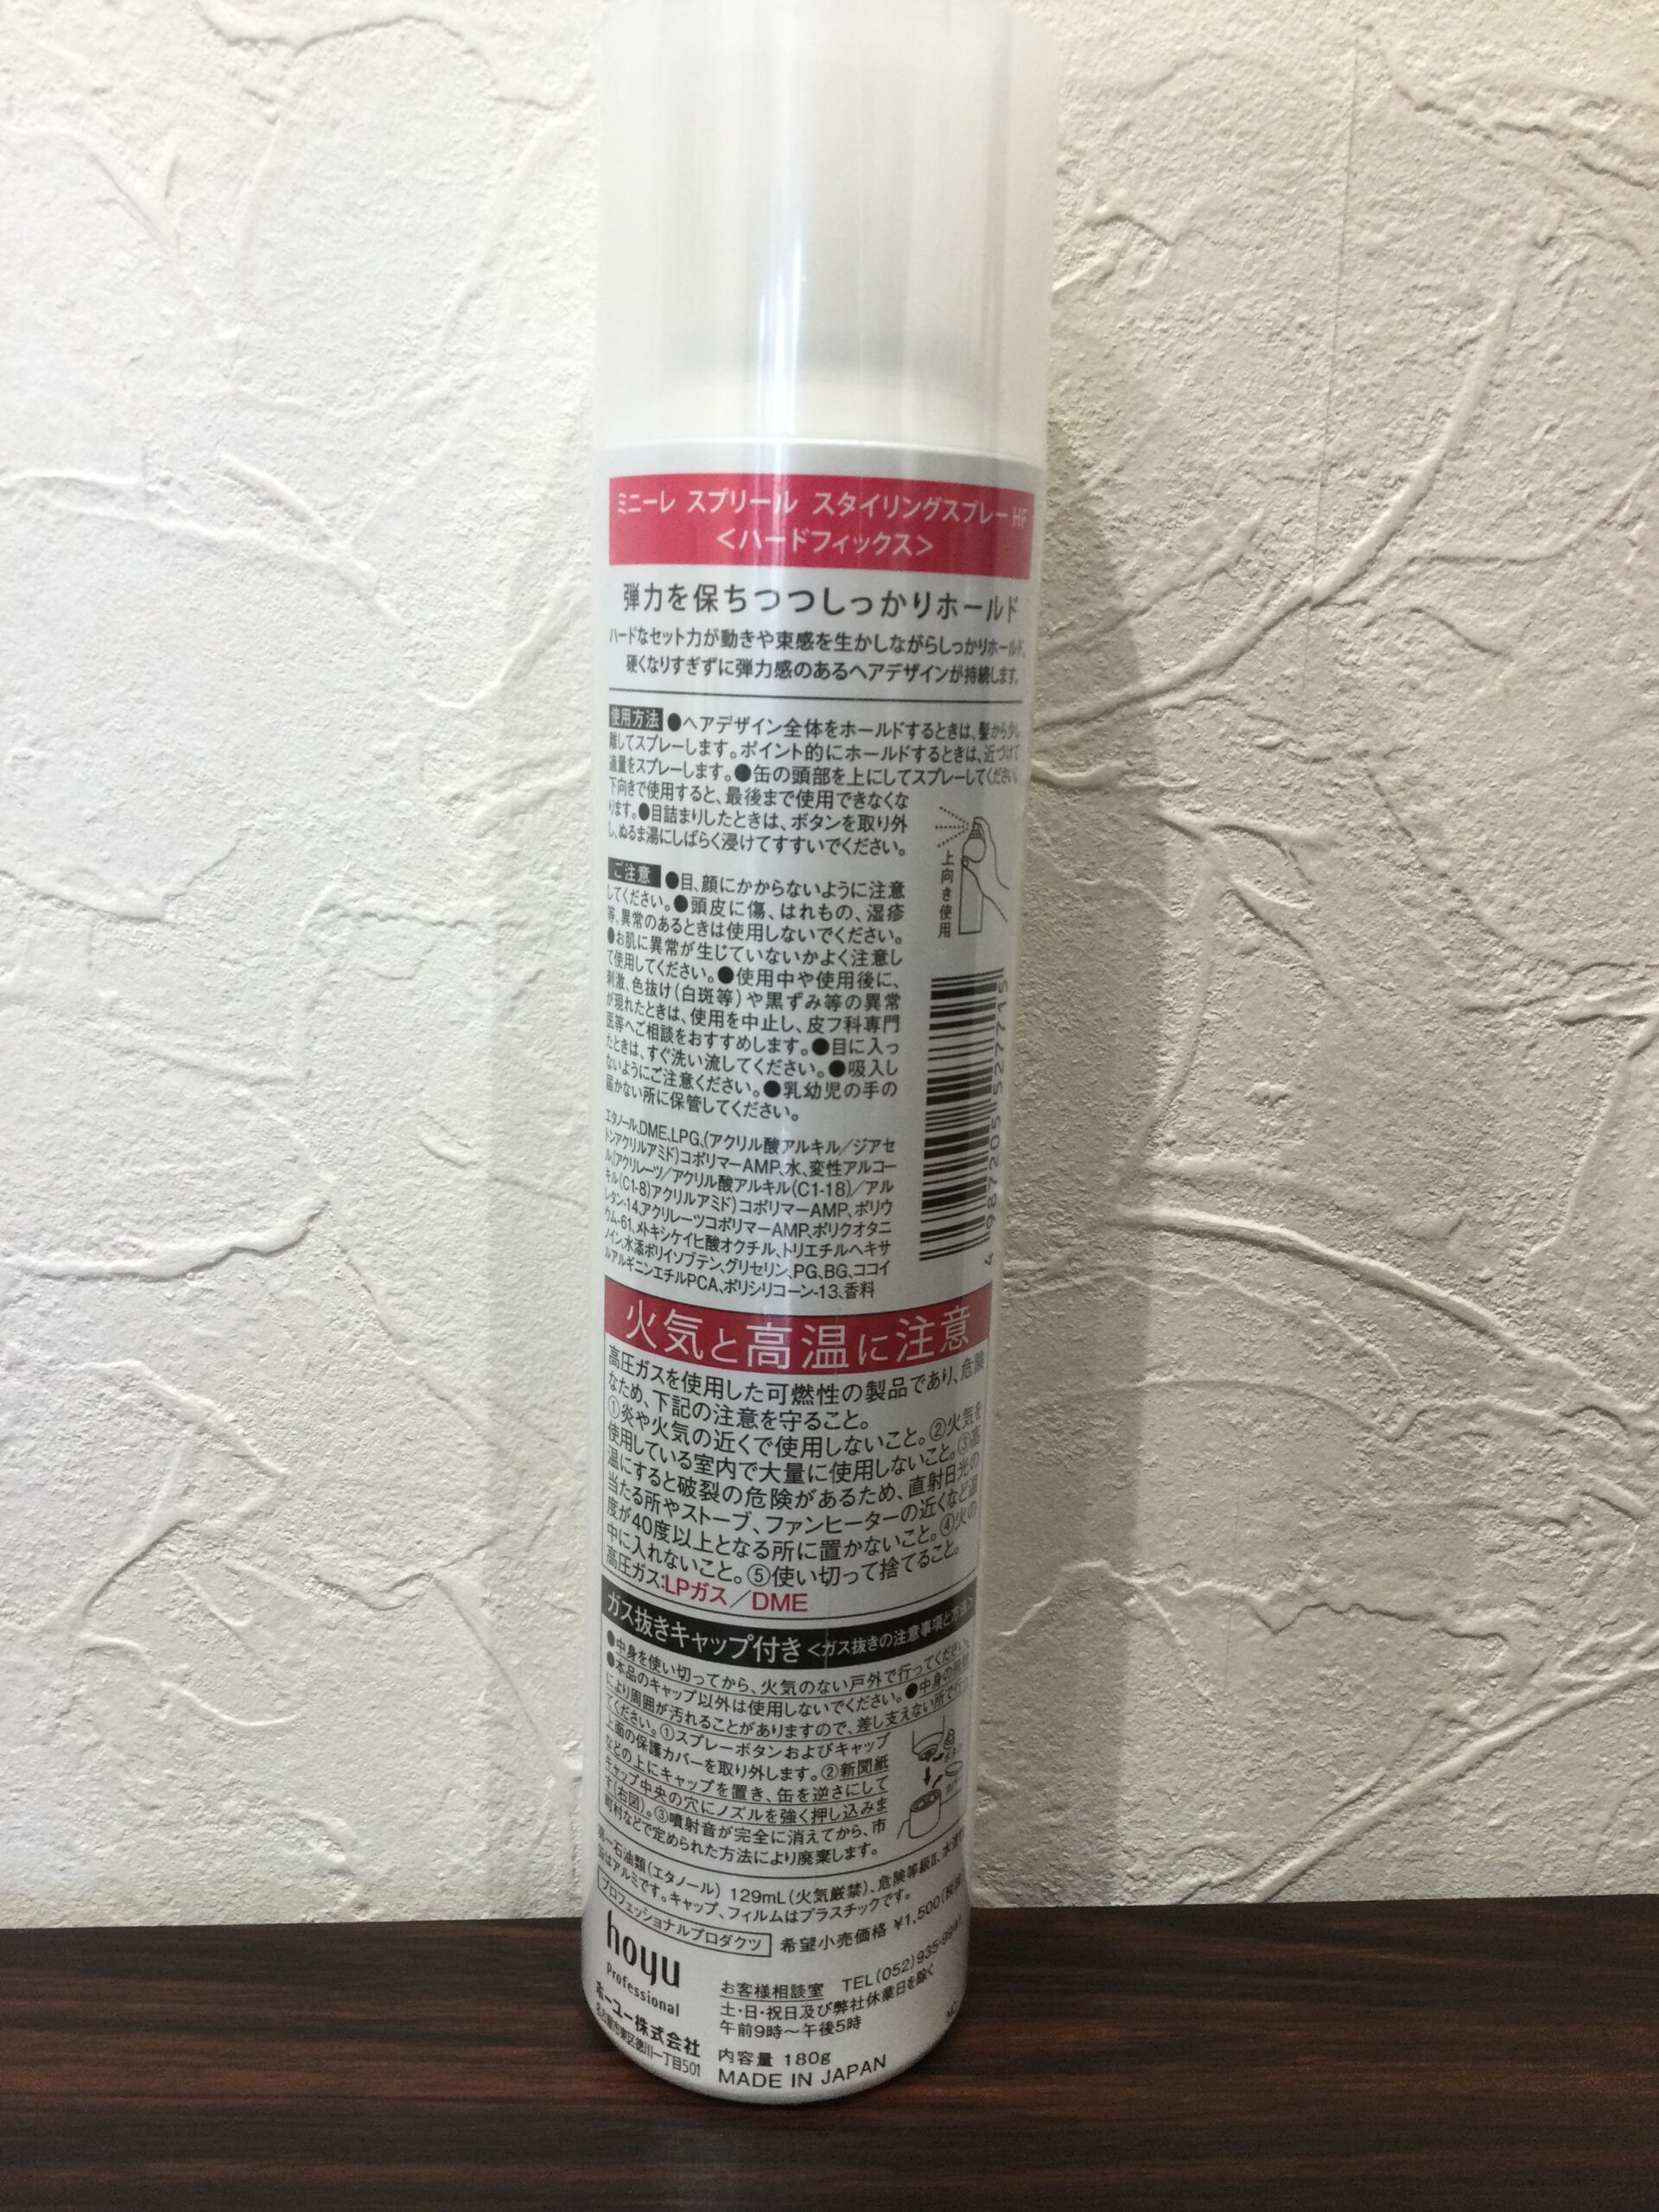 ミニーレ スプリール スタイリングスプレー HF
<ハードフィックス>
弾力を保ちつつしっかりホールド
ハードなセット力が動きや束感を生かしながらしっかりホールド。
硬くなりすぎずに弾力感のあるヘアデザインが持続します。
使用方法 ●ヘアデザイン全体をホールドするときは、髪から少し
離してスプレーします。ポイント的にホールドするときは、近づけて
適量をスプレーします。●缶の頭部を上にしてスプレーしてください。
下向きで使用すると、最後まで使用できなくな
ります。●目詰まりしたときは、ボタンを取り外
し、ぬるま湯にしばらく浸けてすすいでください。
上向き使用
ご注意 ●目、顔にかからないように注意
してください。●頭皮に傷、はれもの、湿疹
等、異常のあるときは使用しないでください。
●お肌に異常が生じていないかよく注意し
て使用してください。●使用中や使用後に、
刺激、色抜け(白斑等)や黒ずみ等の異常
が現れたときは、使用を中止し、皮フ科専門
医等へご相談をおすすめします。●目に入っ
たときは、すぐ洗い流してください。●吸入し
ないようにご注意ください。●乳幼児の手の
届かない所に保管してください。
4 987205 527715
エタノール、DME、LPG、(アクリル酸アルキル/ジアセ
トンアクリルアミド)コポリマーAMP、水、変性アルコー
ル、(アクリレーツ/アクリル酸アルキル(C1-18)/アル
キル(C1-8)アクリルアミド)コポリマーAMP、ポリウ
レタン-14、アクリレーツコポリマーAMP、ポリクオタニ
ウム-61、メトキシケイヒ酸オクチル、トリエチルヘキサ
ノイン、水添ポリイソブテン、グリセリン、PG、BG、ココイ
ルアルギニンエチルPCA、ポリシリコーン-13、香料
火気と高温に注意
高圧ガスを使用した可燃性の製品であり、危険
なため、下記の注意を守ること。
①炎や火気の近くで使用しないこと。②火気を
使用している室内で大量に使用しないこと。③高
温にすると破裂の危険があるため、直射日光の
当たる所やストーブ、ファンヒーターの近くなど温
度が40度以上となる所に置かないこと。④火の
中に入れないこと。⑤使い切って捨てること。
高圧ガス:LPガス/DME
ガス抜きキャップ付き <ガス抜きの注意事項と方法>
●中身を使い切ってから、火気のない戸外で行ってください。
●本品のキャップ以外は使用しないでください。●中身の
により周囲が汚れることがありますので、差し支えない所で行っ
てください。①スプレーボタンおよびキャップ
上面の保護カバーを取り外します。②新聞紙
などの上にキャップを置き、缶を逆さにして
キャップ中央の穴にノズルを強く押し込みま
す(右図)。③噴射音が完全に消えてから、市
町村などで定められた方法により廃棄します。
第一石油類(エタノール) 129mL(火気厳禁)、危険等級Ⅱ、
缶はアルミです。キャップ、フィルムはプラスチックです。
プロフェッショナルプロダクツ 希望小売価格 ¥1,500
hoyu
Professional
ホーユー株式会社
名古屋市東区徳川一丁目501
お客様相談室 TEL(052)935-9941
土・日・祝日及び弊社休業日を除く
午前9時~午後5時
内容量 180g
MADE IN JAPAN